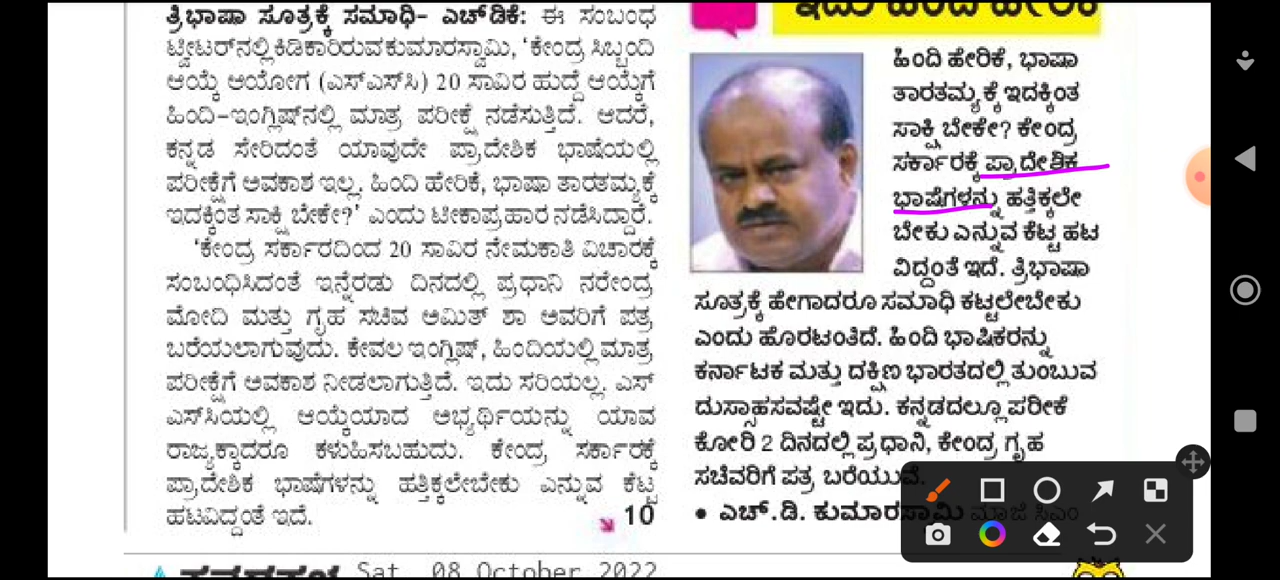 ತ್ರಿಭಾಷಾ ಸೂತ್ರಕ್ಕೆ ಸಮಾಧಿ– ಎಚ್‌ಡಿಕೆ: ಈ ಸಂಬಂಧ
ಟ್ವೀಟರ್‌ನಲ್ಲಿ ಕಿಡಿಕಾರಿರುವ ಕುಮಾರಸ್ವಾಮಿ, ‘ಕೇಂದ್ರ ಸಿಬ್ಬಂದಿ
ಆಯ್ಕೆ ಆಯೋಗ (ಎಸ್‌ಎಸ್‌ಸಿ) 20 ಸಾವಿರ ಹುದ್ದೆ ಆಯ್ಕೆಗೆ
ಹಿಂದಿ–ಇಂಗ್ಲಿಷ್‌ನಲ್ಲಿ ಮಾತ್ರ ಪರೀಕ್ಷೆ ನಡೆಸುತ್ತಿದೆ. ಆದರೆ,
ಕನ್ನಡ ಸೇರಿದಂತೆ ಯಾವುದೇ ಪ್ರಾದೇಶಿಕ ಭಾಷೆಯಲ್ಲಿ
ಪರೀಕ್ಷೆಗೆ ಅವಕಾಶ ಇಲ್ಲ. ಹಿಂದಿ ಹೇರಿಕೆ, ಭಾಷಾ ತಾರತಮ್ಯಕ್ಕೆ
ಇದಕ್ಕಿಂತ ಸಾಕ್ಷಿ ಬೇಕೇ?’ ಎಂದು ಟೀಕಾಪ್ರಹಾರ ನಡೆಸಿದ್ದಾರೆ.
‘ಕೇಂದ್ರ ಸರ್ಕಾರದಿಂದ 20 ಸಾವಿರ ನೇಮಕಾತಿ ವಿಚಾರಕ್ಕೆ
ಸಂಬಂಧಿಸಿದಂತೆ ಇನ್ನೆರಡು ದಿನದಲ್ಲಿ ಪ್ರಧಾನಿ ನರೇಂದ್ರ
ಮೋದಿ ಮತ್ತು ಗೃಹ ಸಚಿವ ಅಮಿತ್ ಶಾ ಅವರಿಗೆ ಪತ್ರ
ಬರೆಯಲಾಗುವುದು. ಕೇವಲ ಇಂಗ್ಲಿಷ್, ಹಿಂದಿಯಲ್ಲಿ ಮಾತ್ರ
ಪರೀಕ್ಷೆಗೆ ಅವಕಾಶ ನೀಡಲಾಗುತ್ತಿದೆ. ಇದು ಸರಿಯಲ್ಲ. ಎಸ್
ಎಸ್‌ಸಿಯಲ್ಲಿ ಆಯ್ಕೆಯಾದ ಅಭ್ಯರ್ಥಿಯನ್ನು ಯಾವ
ರಾಜ್ಯಕ್ಕಾದರೂ ಕಳುಹಿಸಬಹುದು. ಕೇಂದ್ರ ಸರ್ಕಾರಕ್ಕೆ
ಪ್ರಾದೇಶಿಕ ಭಾಷೆಗಳನ್ನು ಹತ್ತಿಕ್ಕಲೇಬೇಕು ಎನ್ನುವ ಕೆಟ್ಟ
ಹಟವಿದ್ದಂತೆ ಇದೆ. 10
ಇದು ಹಿಂದಿ ಹೇರಿಕೆ
ಹಿಂದಿ ಹೇರಿಕೆ, ಭಾಷಾ
ತಾರತಮ್ಯಕ್ಕೆ ಇದಕ್ಕಿಂತ
ಸಾಕ್ಷಿ ಬೇಕೇ? ಕೇಂದ್ರ
ಸರ್ಕಾರಕ್ಕೆ ಪ್ರಾದೇಶಿಕ
ಭಾಷೆಗಳನ್ನು ಹತ್ತಿಕ್ಕಲೇ
ಬೇಕು ಎನ್ನುವ ಕೆಟ್ಟ ಹಟ
ವಿದ್ದಂತೆ ಇದೆ. ತ್ರಿಭಾಷಾ
ಸೂತ್ರಕ್ಕೆ ಹೇಗಾದರೂ ಸಮಾಧಿ ಕಟ್ಟಲೇಬೇಕು
ಎಂದು ಹೊರಟಂತಿದೆ. ಹಿಂದಿ ಭಾಷಿಕರನ್ನು
ಕರ್ನಾಟಕ ಮತ್ತು ದಕ್ಷಿಣ ಭಾರತದಲ್ಲಿ ತುಂಬುವ
ದುಸ್ಸಾಹಸವಷ್ಟೇ ಇದು. ಕನ್ನಡದಲ್ಲೂ ಪರೀಕೆ
ಕೋರಿ 2 ದಿನದಲ್ಲಿ ಪ್ರಧಾನಿ, ಕೇಂದ್ರ ಗೃಹ
ಸಚಿವರಿಗೆ ಪತ್ರ ಬರೆಯುವೆ.
• ಎಚ್.ಡಿ. ಕುಮಾರಸ್ವಾಮಿ ಮಾಜಿ ಸಿಎಂ
Sat, 08 October 2022